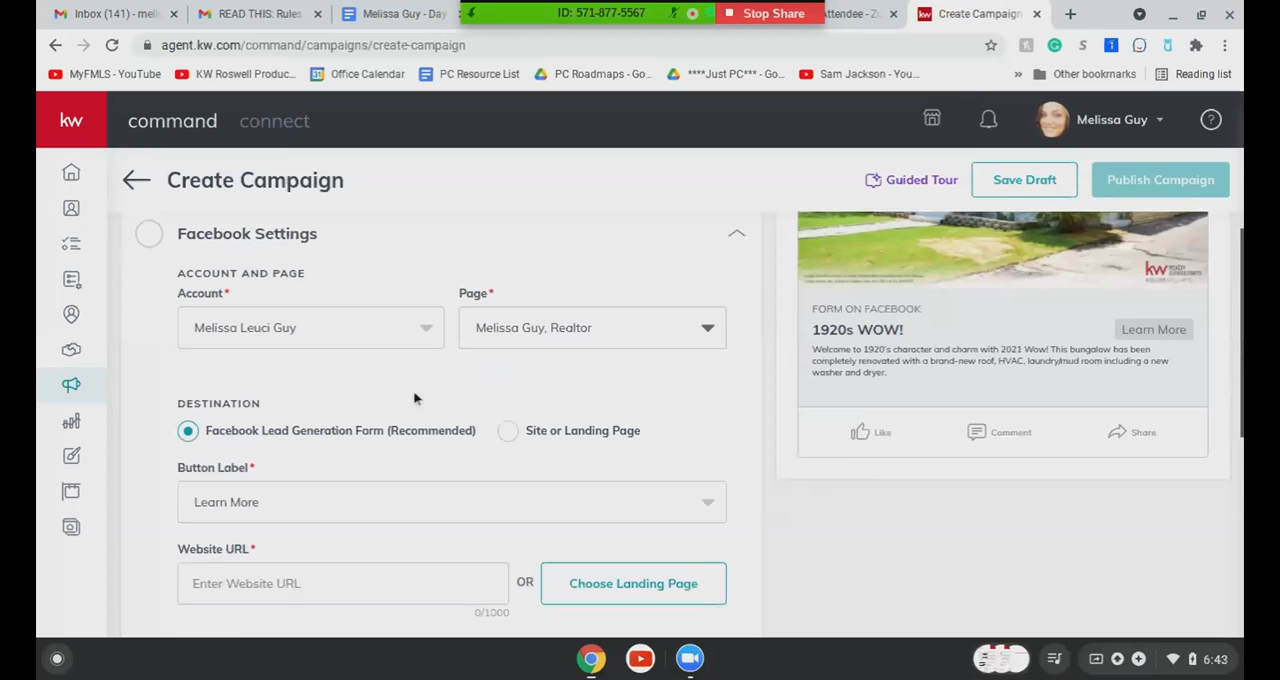 Inbox (141) - meli
READ THIS: Rules
Melissa Guy - Day
ID: 571-877-5567
Stop Share
Attendee - Zo
Create Campaign
agent.kw.com/command/campaigns/create-campaign
MyFMLS - YouTube
KW Roswell Produc...
Office Calendar
PC Resource List
PC Roadmaps - Go...
****Just PC*** - Go...
Sam Jackson - You...
»
Other bookmarks
Reading list
kw
command
connect
Melissa Guy
Create Campaign
Guided Tour
Save Draft
Publish Campaign
Facebook Settings
ACCOUNT AND PAGE
Account*
Page*
Melissa Leuci Guy
Melissa Guy, Realtor
DESTINATION
Facebook Lead Generation Form (Recommended)
Site or Landing Page
Button Label*
Learn More
Website URL*
Enter Website URL
OR
Choose Landing Page
0/1000
kw
FORM ON FACEBOOK
1920s WOW!
Learn More
Welcome to 1920's character and charm with 2021 Wow! This bungalow has been
completely renovated with a brand-new roof, HVAC, laundry/mud room including a new
washer and dryer.
Like
Comment
Share
6:43